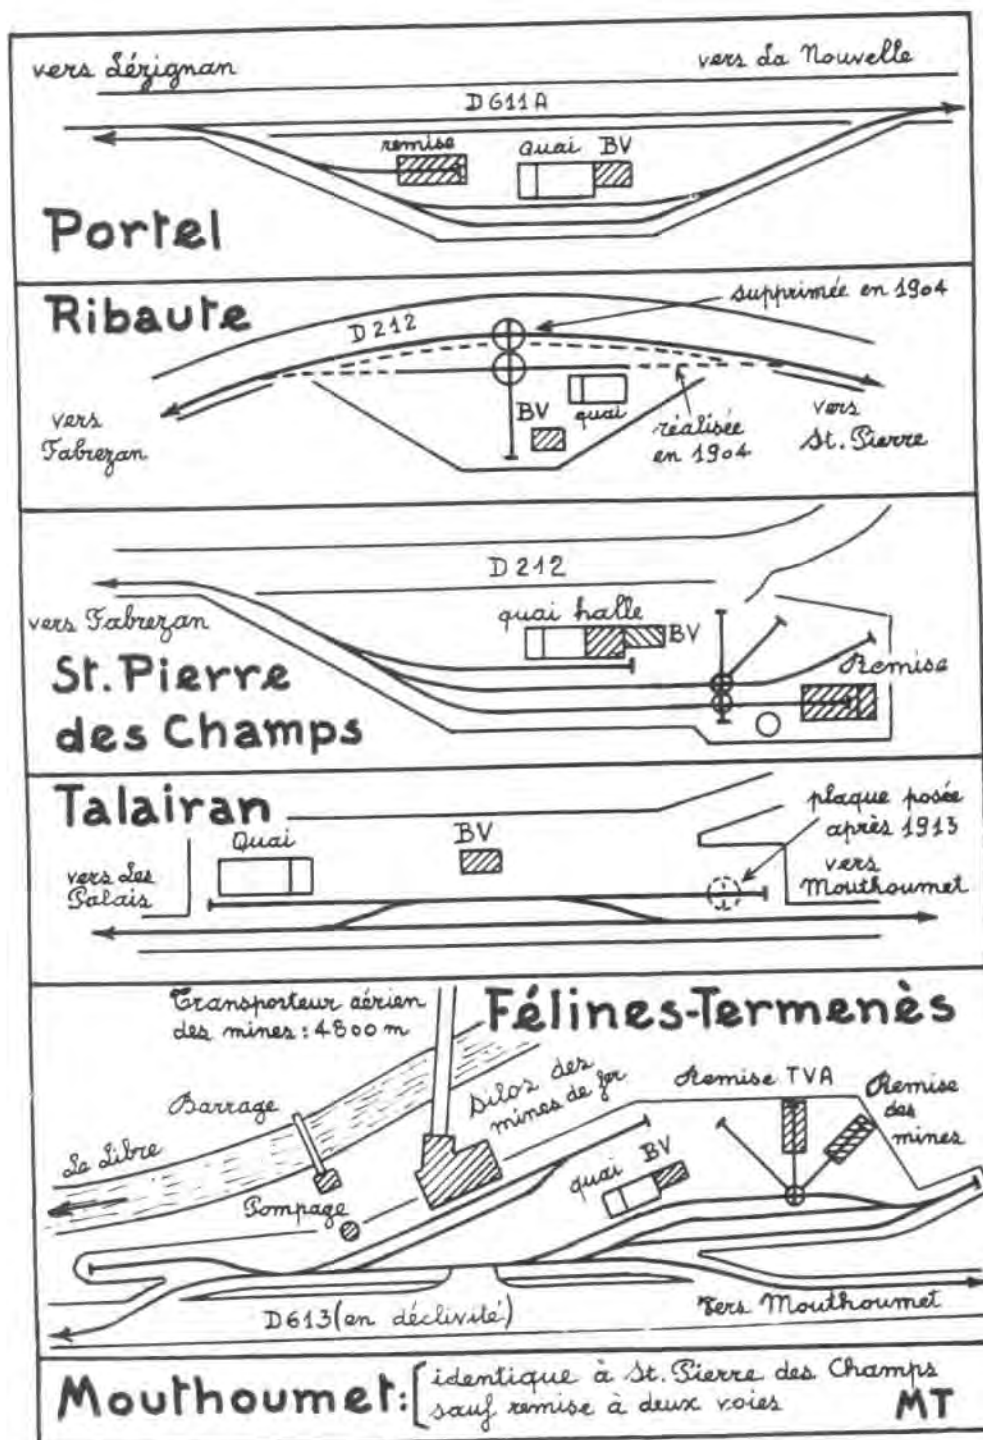 vers Lézignan
vers La Nouvelle
D611A
remise
Quai BV
Portel
Ribaute
D212
supprimée en 1904
BV
quai
vers
Fabrezan
réalisée
en 1904
vers
St. Pierre
D212
vers Fabrezan
quai halle
BV
St. Pierre
des Champs
Remise
Talairan
plaque posée
après 1913
Quai
BV
vers Les
Palais
vers
Mouthoumet
Transporteur aérien
des mines : 4800 m
Félines-Termenès
Barrage
Silos des
mines de fer
Remise TVA
Remise
des
mines
Le Libre
quai BV
Pompage
D613 (en déclivité)
Vers Mouthoumet
Mouthoumet:
identique à St. Pierre des Champs
sauf remise à deux voies
MT